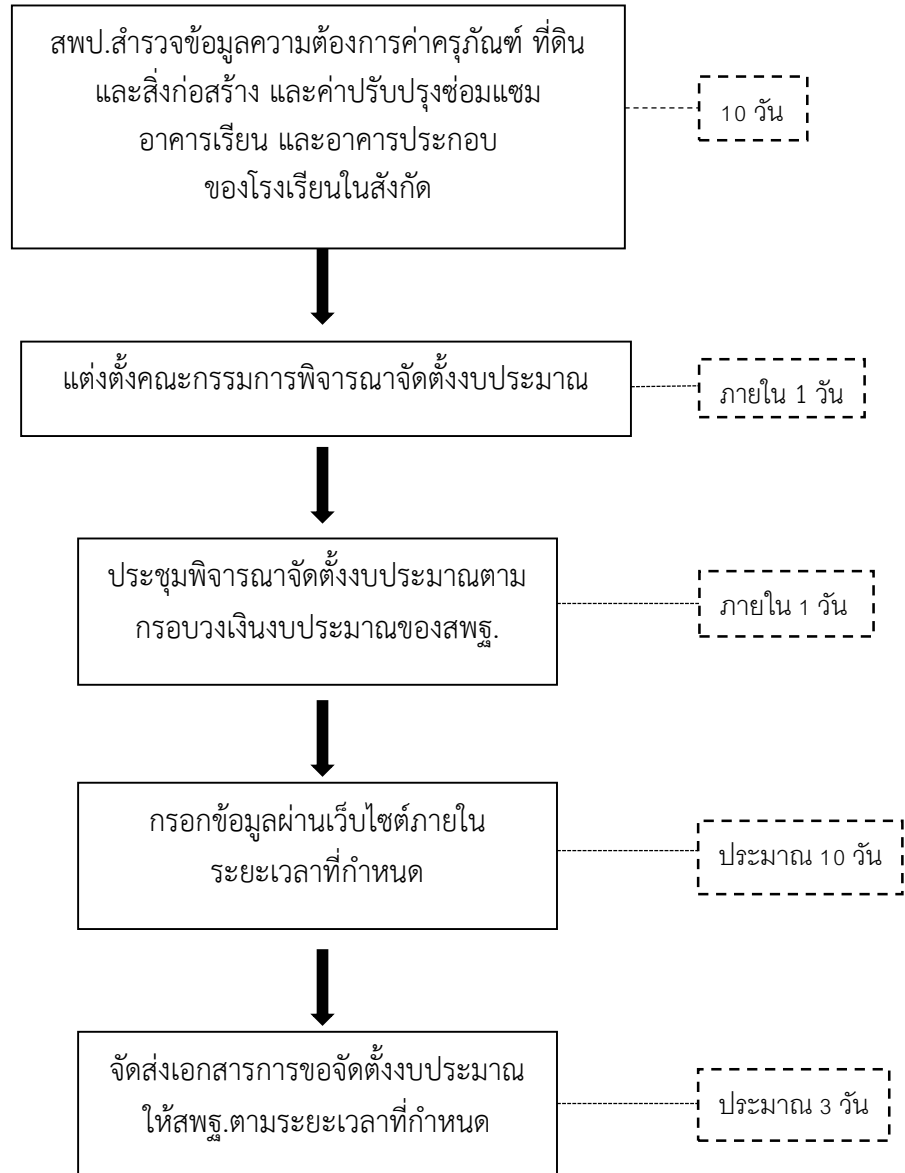 สพป.สำรวจข้อมูลความต้องการค่าครุภัณฑ์ ที่ดิน
และสิ่งก่อสร้าง และค่าปรับปรุงซ่อมแซม
อาคารเรียน และอาคารประกอบ
ของโรงเรียนในสังกัด
10 วัน
แต่งตั้งคณะกรรมการพิจารณาจัดตั้งงบประมาณ
ภายใน 1 วัน
ประชุมพิจารณาจัดตั้งงบประมาณตาม
กรอบวงเงินงบประมาณของสพฐ.
ภายใน 1 วัน
กรอกข้อมูลผ่านเว็บไซต์ภายใน
ระยะเวลาที่กำหนด
ประมาณ 10 วัน
จัดส่งเอกสารการขอจัดตั้งงบประมาณ
ให้สพฐ.ตามระยะเวลาที่กำหนด
ประมาณ 3 วัน